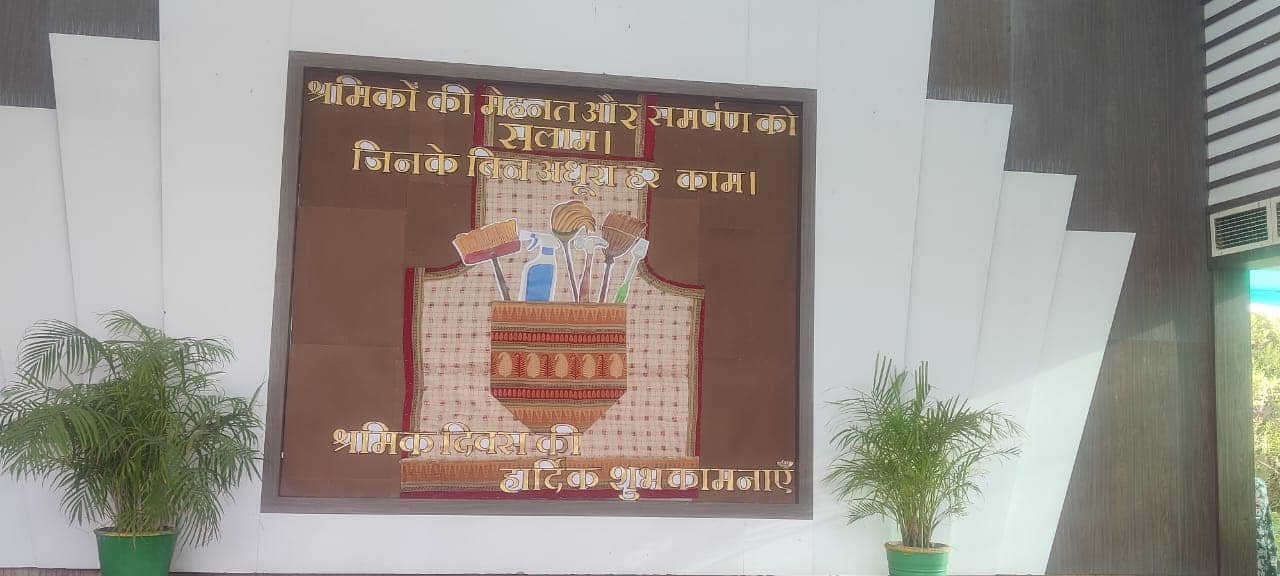 श्रमिकों की मेहनत और समर्पण को
सलाम।
जिनके बिन अधूरा हर काम।
श्रमिक दिवस की
हार्दिक शुभकामनाएँ